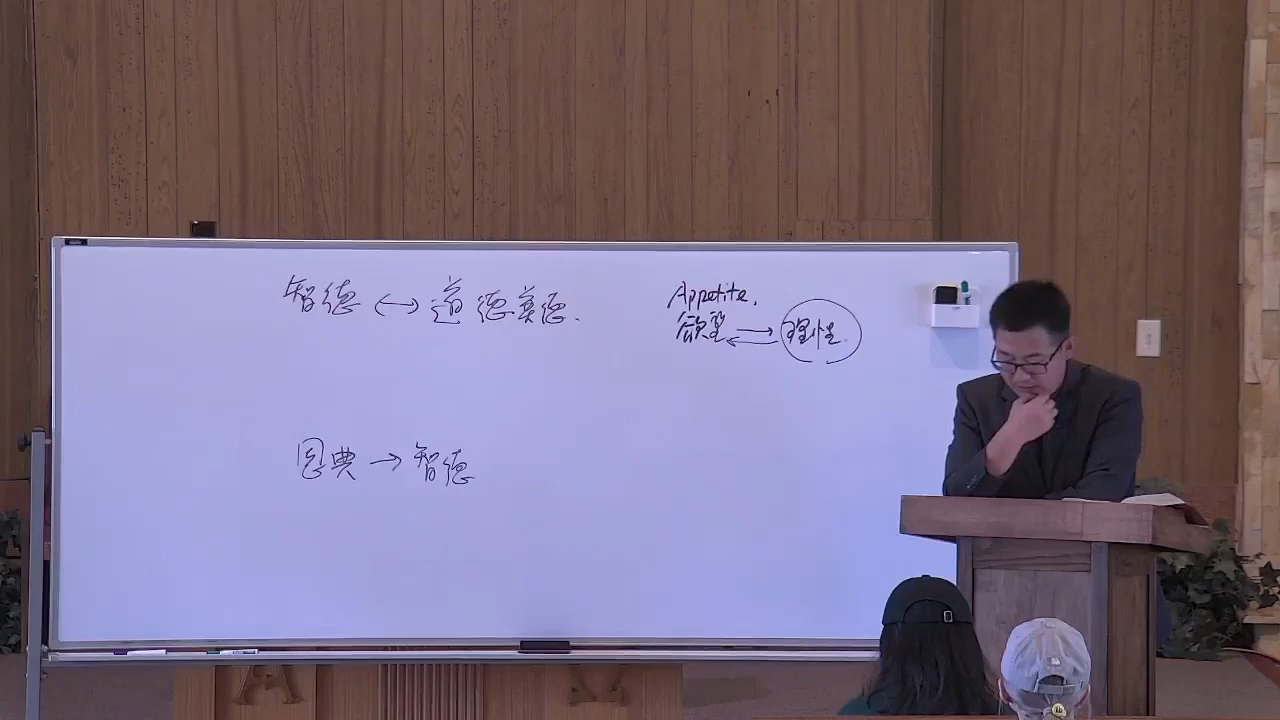 智德 ↔ 道德美德.
Appetite.
欲望 ⇌ 理性.
恩典 → 智德